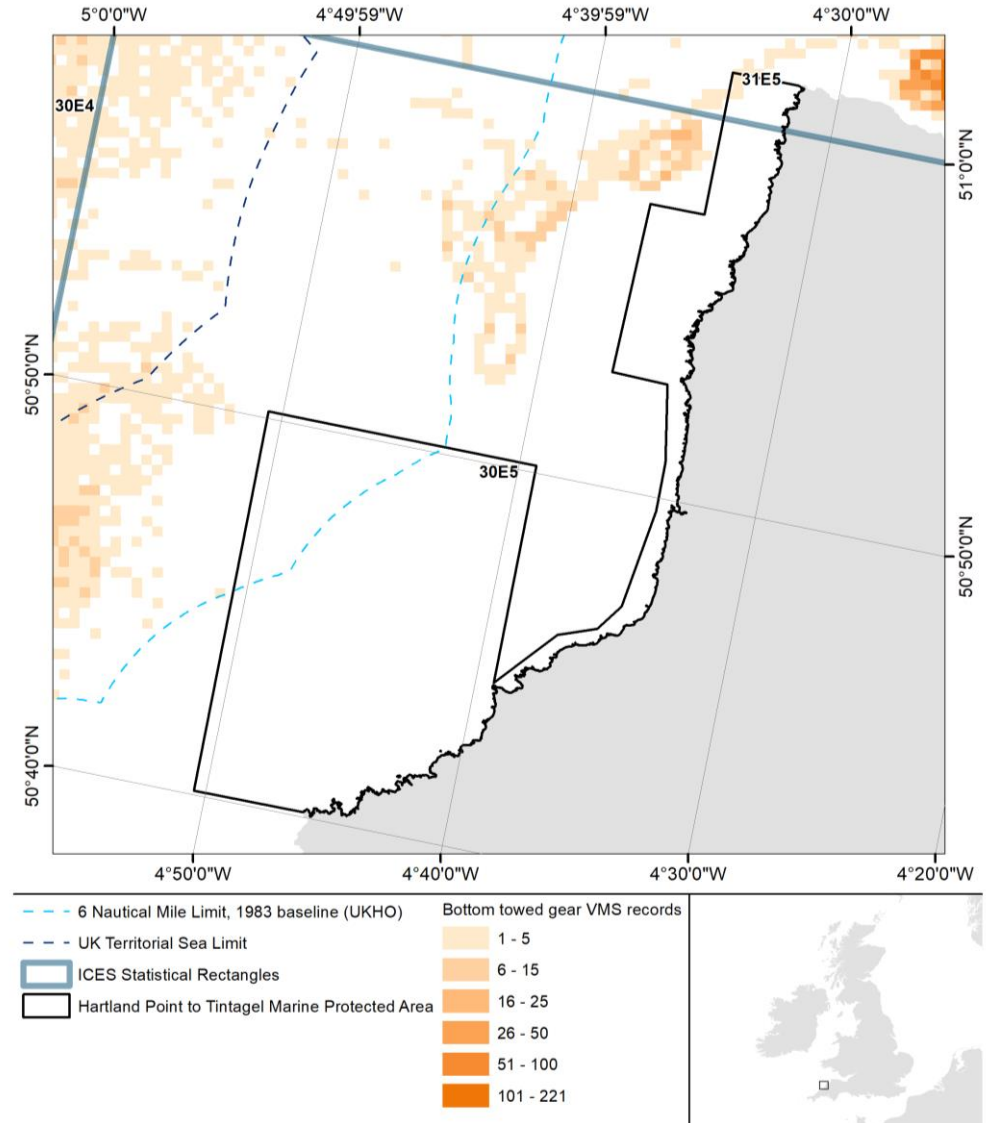 5°0'0"W 4°49'59"W 4°39'59"W 4°30'0"W
31E5
30E4
51°0'0"N
50°50'0"N
30E5
50°50'0"N
50°40'0"N
4°50'0"W 4°40'0"W 4°30'0"W 4°20'0"W
6 Nautical Mile Limit, 1983 baseline (UKHO)
UK Territorial Sea Limit
ICES Statistical Rectangles
Hartland Point to Tintagel Marine Protected Area
Bottom towed gear VMS records
1 - 5
6 - 15
16 - 25
26 - 50
51 - 100
101 - 221